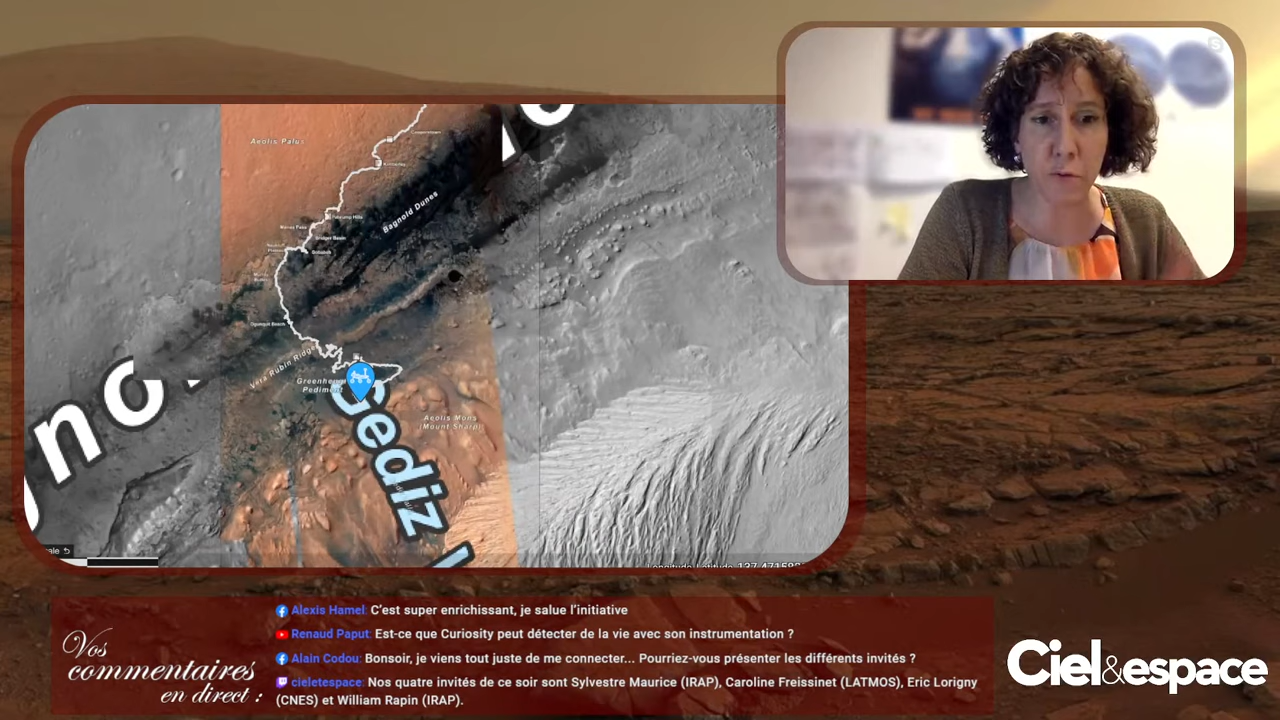 Aeolis Palus
Bagnold Dunes
Vera Rubin Ridge
Greenheugh
Pediment
Aeolis Mons
(Mount Sharp)
Gediz
Vos
commentaires
en direct :
Alexis Hamel: C'est super enrichissant, je salue l'initiative
Renaud Paput: Est-ce que Curiosity peut détecter de la vie avec son instrumentation ?
Alain Codou: Bonsoir, je viens tout juste de me connecter... Pourriez-vous présenter les différents invités ?
cieletespace: Nos quatre invités de ce soir sont Sylvestre Maurice (IRAP), Caroline Freissinet (LATMOS), Eric Lorigny
(CNES) et William Rapin (IRAP).
Ciel&espace